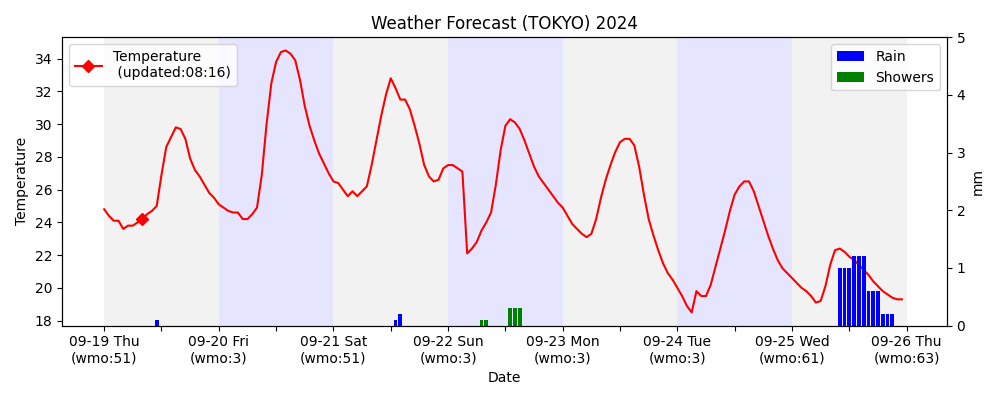 Weather Forecast (TOKYO) 2024
Temperature
(updated:08:16)
Rain
Showers
Temperature
34
32
30
28
26
24
22
20
18
5
4
3
2
1
0
mm
09-19 Thu 09-20 Fri 09-21 Sat 09-22 Sun 09-23 Mon 09-24 Tue 09-25 Wed 09-26 Thu
(wmo:51) (wmo:3) (wmo:51) (wmo:3) (wmo:3) (wmo:3) (wmo:61) (wmo:63)
Date